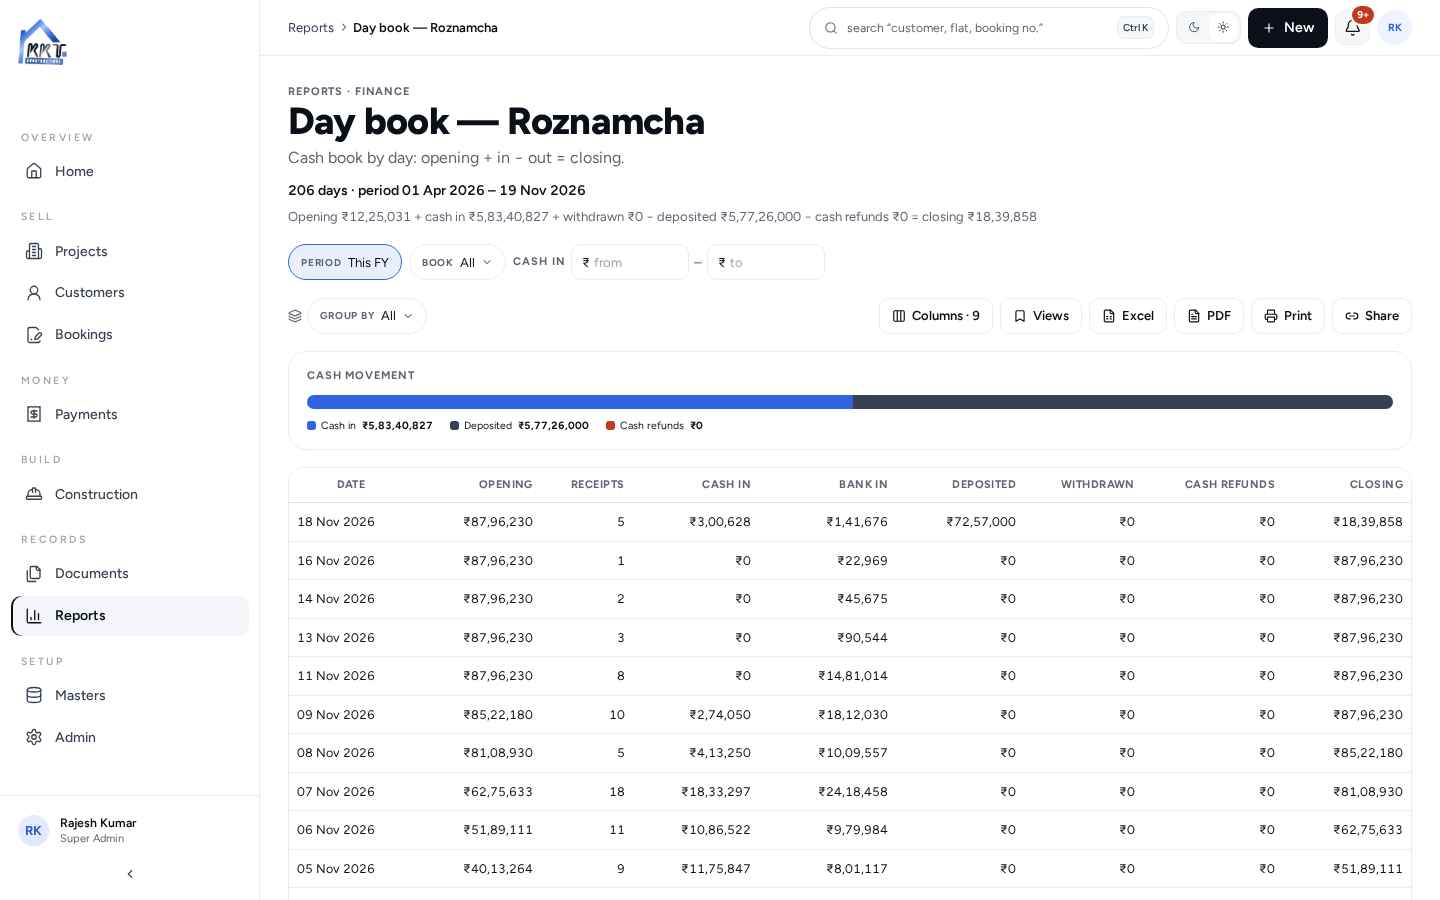 RKT
CONSTRUCTIONS
Reports > Day book — Roznamcha
search “customer, flat, booking no.”
Ctrl K
+ New
9+
RK
OVERVIEW
Home
SELL
Projects
Customers
Bookings
MONEY
Payments
BUILD
Construction
RECORDS
Documents
Reports
SETUP
Masters
Admin
RK
Rajesh Kumar
Super Admin
REPORTS · FINANCE
Day book — Roznamcha
Cash book by day: opening + in − out = closing.
206 days · period 01 Apr 2026 – 19 Nov 2026
Opening ₹12,25,031 + cash in ₹5,83,40,827 + withdrawn ₹0 − deposited ₹5,77,26,000 − cash refunds ₹0 = closing ₹18,39,858
PERIOD This FY BOOK All CASH IN ₹ from — ₹ to
GROUP BY All
Columns · 9 Views Excel PDF Print Share
CASH MOVEMENT
Cash in ₹5,83,40,827 Deposited ₹5,77,26,000 Cash refunds ₹0
DATE OPENING RECEIPTS CASH IN BANK IN DEPOSITED WITHDRAWN CASH REFUNDS CLOSING
18 Nov 2026 ₹87,96,230 5 ₹3,00,628 ₹1,41,676 ₹72,57,000 ₹0 ₹0 ₹18,39,858
16 Nov 2026 ₹87,96,230 1 ₹0 ₹22,969 ₹0 ₹0 ₹0 ₹87,96,230
14 Nov 2026 ₹87,96,230 2 ₹0 ₹45,675 ₹0 ₹0 ₹0 ₹87,96,230
13 Nov 2026 ₹87,96,230 3 ₹0 ₹90,544 ₹0 ₹0 ₹0 ₹87,96,230
11 Nov 2026 ₹87,96,230 8 ₹0 ₹14,81,014 ₹0 ₹0 ₹0 ₹87,96,230
09 Nov 2026 ₹85,22,180 10 ₹2,74,050 ₹18,12,030 ₹0 ₹0 ₹0 ₹87,96,230
08 Nov 2026 ₹81,08,930 5 ₹4,13,250 ₹10,09,557 ₹0 ₹0 ₹0 ₹85,22,180
07 Nov 2026 ₹62,75,633 18 ₹18,33,297 ₹24,18,458 ₹0 ₹0 ₹0 ₹81,08,930
06 Nov 2026 ₹51,89,111 11 ₹10,86,522 ₹9,79,984 ₹0 ₹0 ₹0 ₹62,75,633
05 Nov 2026 ₹40,13,264 9 ₹11,75,847 ₹8,01,117 ₹0 ₹0 ₹0 ₹51,89,111